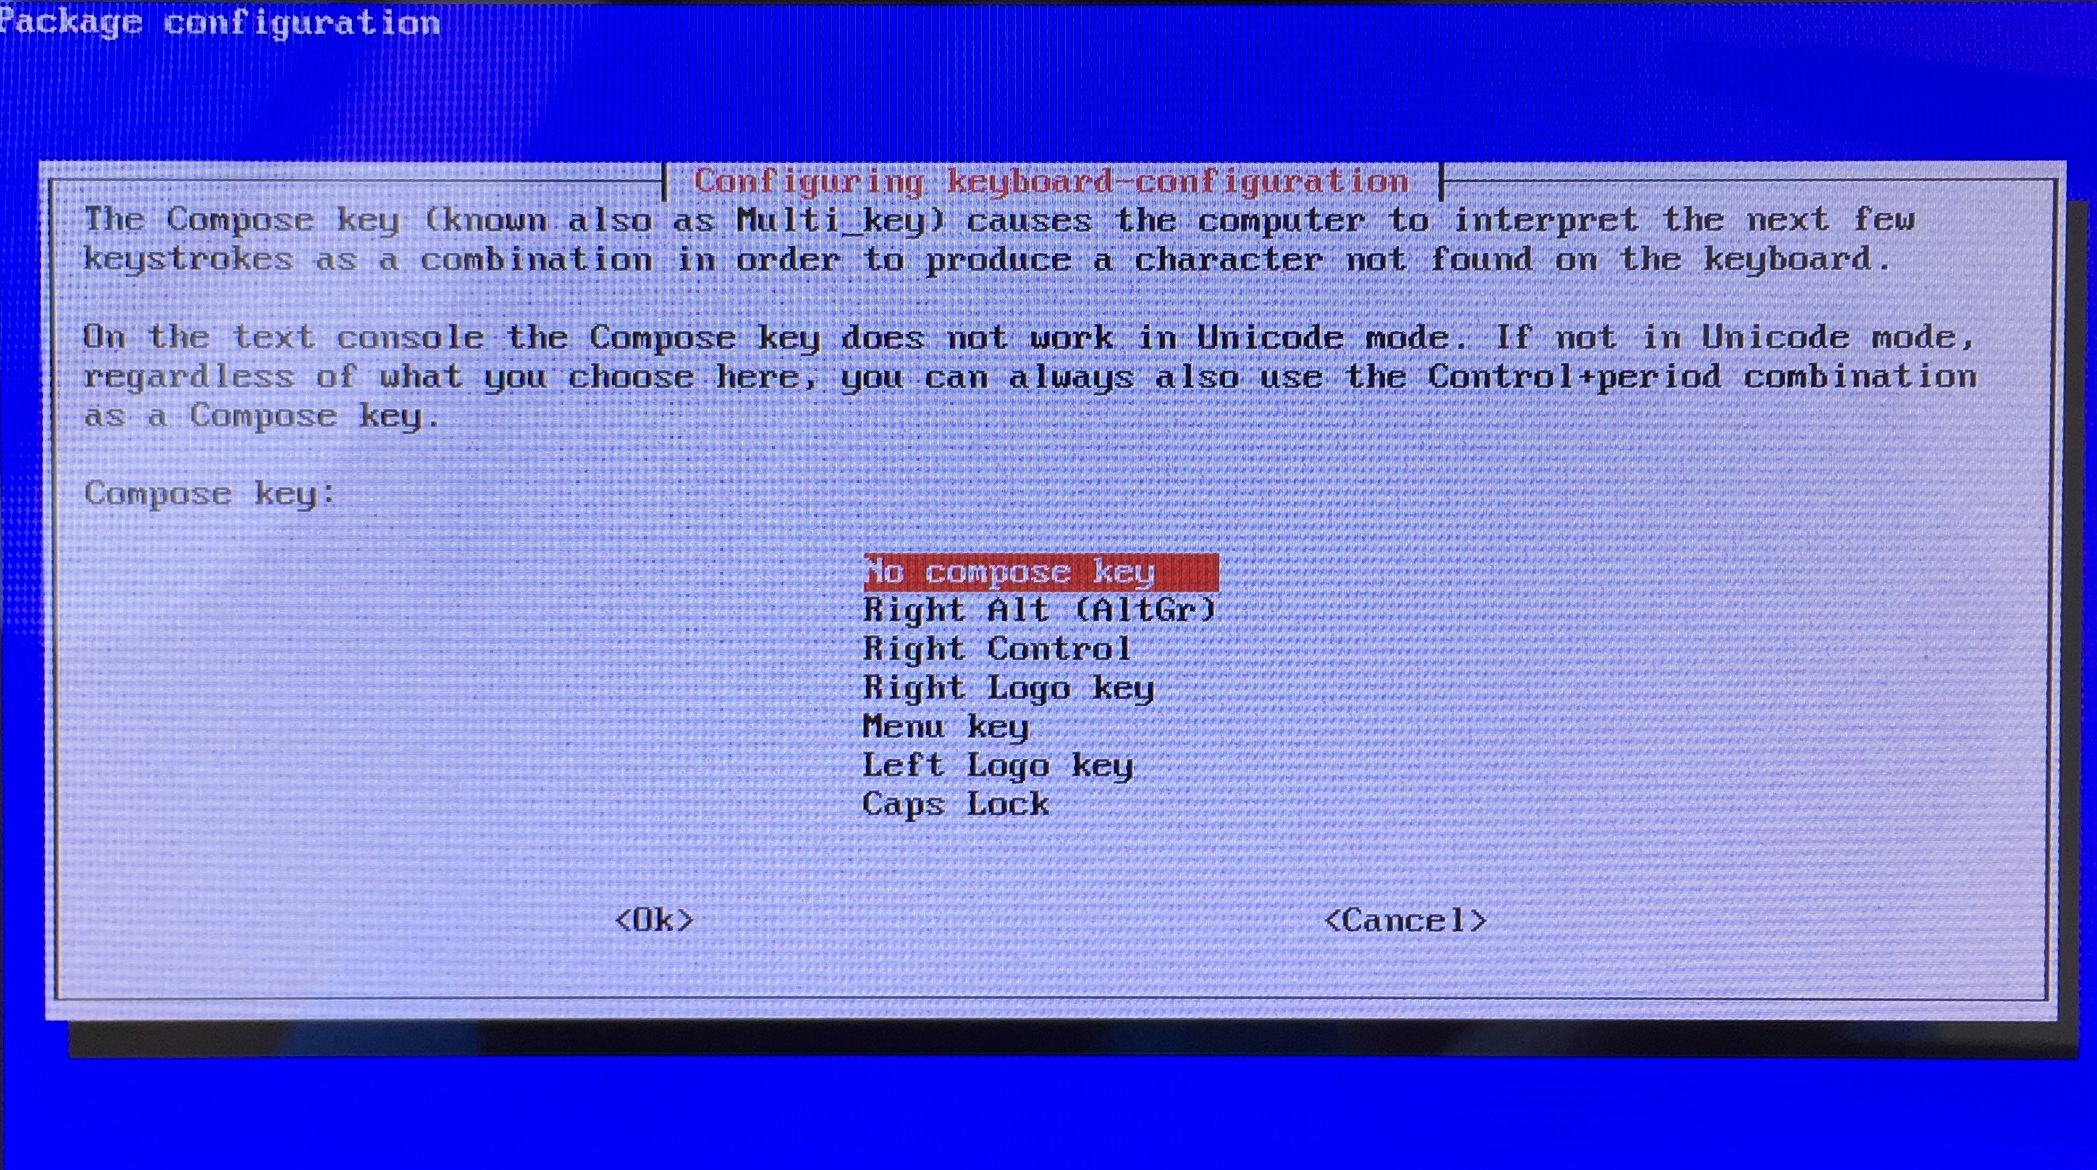 Package configuration
Configuring keyboard-configuration
The Compose key (known also as Multi_key) causes the computer to interpret the next few
keystrokes as a combination in order to produce a character not found on the keyboard.
On the text console the Compose key does not work in Unicode mode. If not in Unicode mode,
regardless of what you choose here, you can always also use the Control+period combination
as a Compose key.
Compose key:
No compose key
Right Alt (AltGr)
Right Control
Right Logo key
Menu key
Left Logo key
Caps Lock
<Ok> <Cancel>